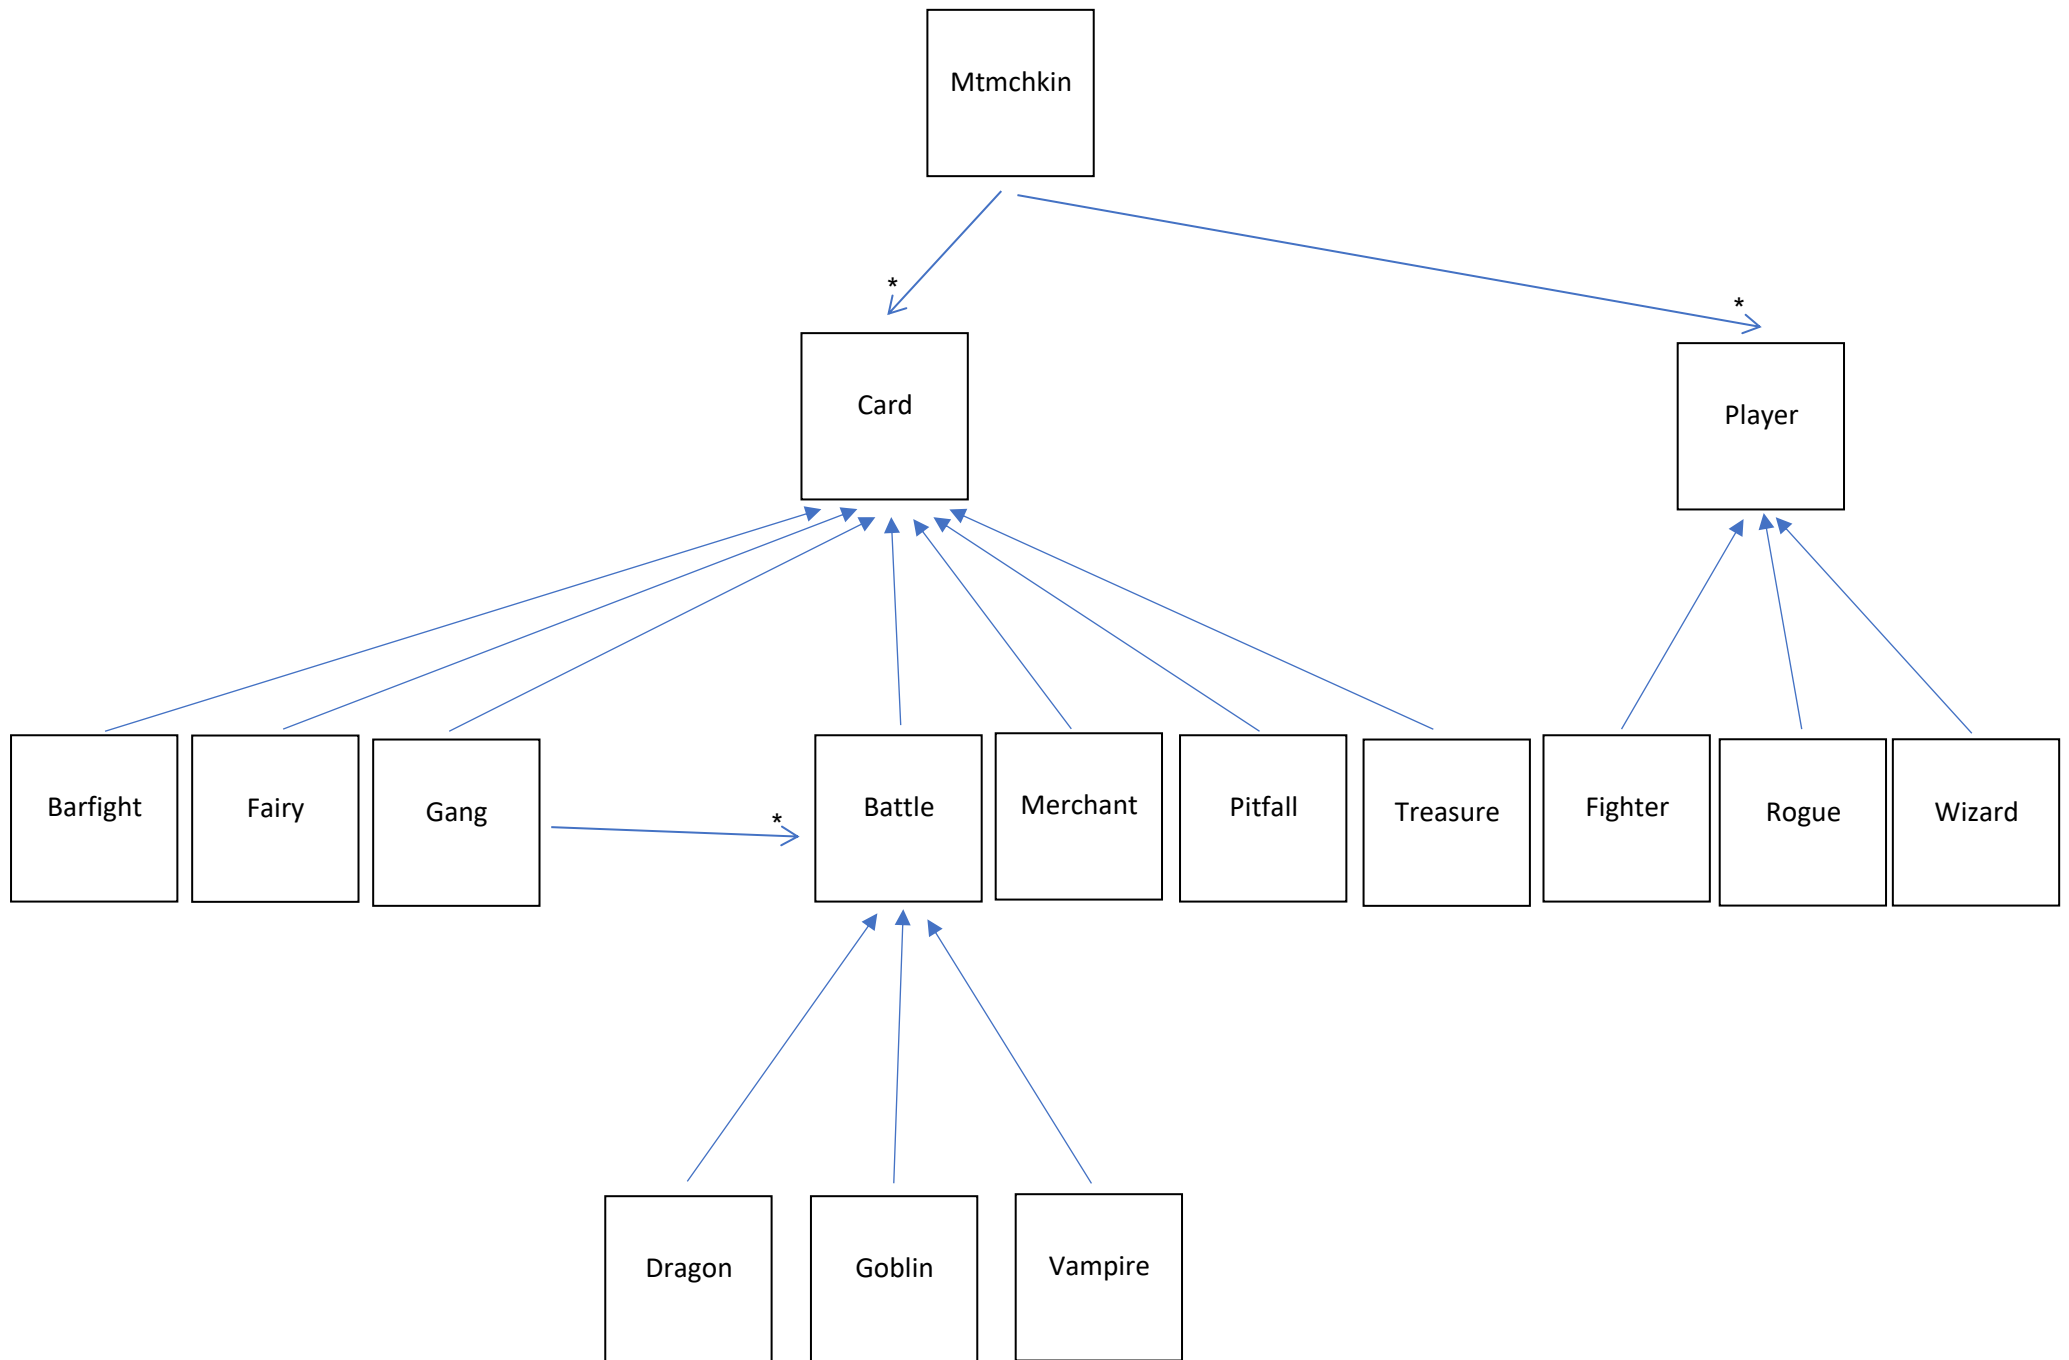 Mtmchkin
*
*
Card
Player
Barfight
Fairy
Gang
*
Battle
Merchant
Pitfall
Treasure
Fighter
Rogue
Wizard
Dragon
Goblin
Vampire